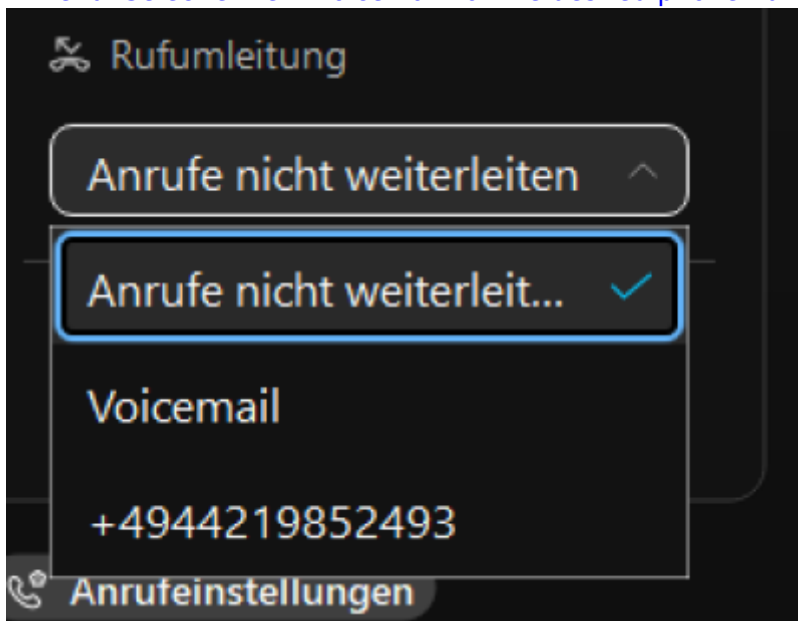 Rufumleitung
Anrufe nicht weiterleiten
Anrufe nicht weiterleit...
Voicemail
+4944219852493
Anrufeinstellungen